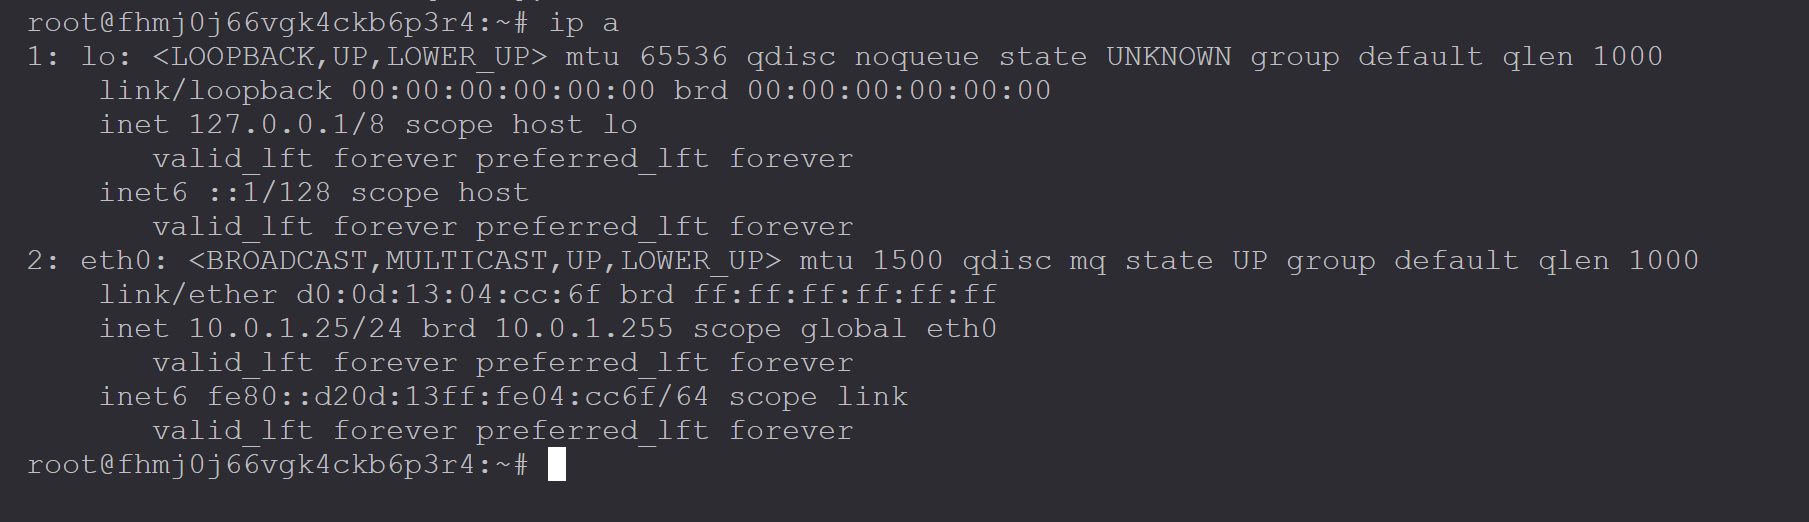 root@fhmj0j66vgk4ckb6p3r4:~# ip a
1: lo: <LOOPBACK,UP,LOWER_UP> mtu 65536 qdisc noqueue state UNKNOWN group default qlen 1000
    link/loopback 00:00:00:00:00:00 brd 00:00:00:00:00:00
    inet 127.0.0.1/8 scope host lo
       valid_lft forever preferred_lft forever
    inet6 ::1/128 scope host
       valid_lft forever preferred_lft forever
2: eth0: <BROADCAST,MULTICAST,UP,LOWER_UP> mtu 1500 qdisc mq state UP group default qlen 1000
    link/ether d0:0d:13:04:cc:6f brd ff:ff:ff:ff:ff:ff
    inet 10.0.1.25/24 brd 10.0.1.255 scope global eth0
       valid_lft forever preferred_lft forever
    inet6 fe80::d20d:13ff:fe04:cc6f/64 scope link
       valid_lft forever preferred_lft forever
root@fhmj0j66vgk4ckb6p3r4:~#